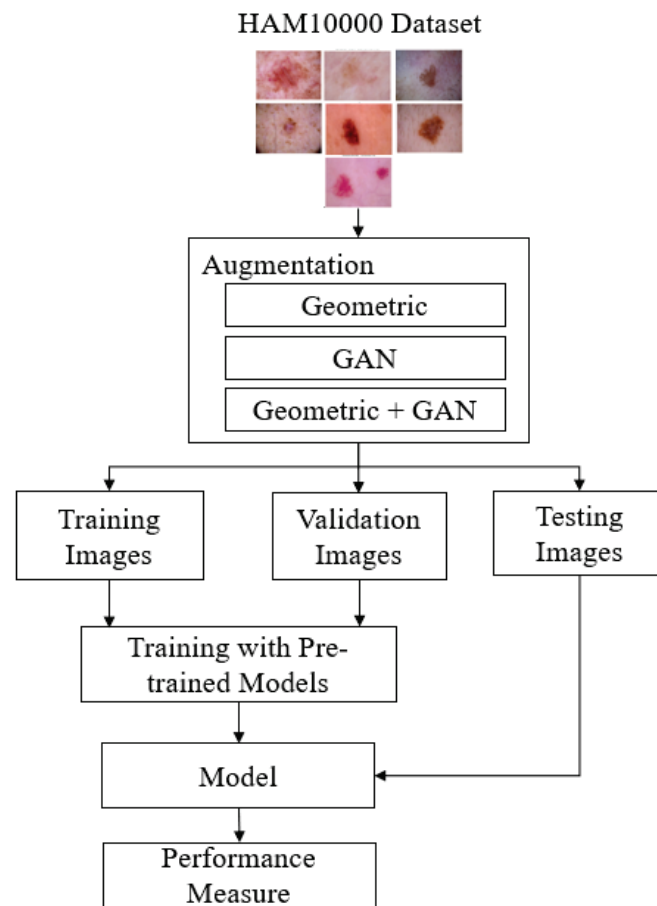 HAM10000 Dataset
Augmentation
Geometric
GAN
Geometric + GAN
Training
Images
Validation
Images
Testing
Images
Training with Pre-
trained Models
Model
Performance
Measure